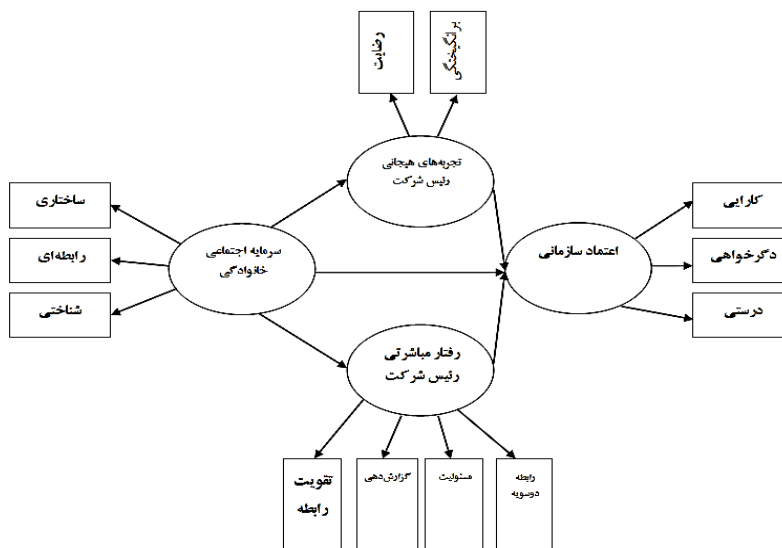 رضایت
برانگیختگی
تجربه‌های هیجانی
رئیس شرکت
ساختاری
رابطه‌ای
شناختی
سرمایه اجتماعی
خانوادگی
اعتماد سازمانی
کارایی
دگرخواهی
درستی
رفتار مباشرتی
رئیس شرکت
تقویت
رابطه
گزارش‌دهی
مسئولیت
رابطه
دوسویه